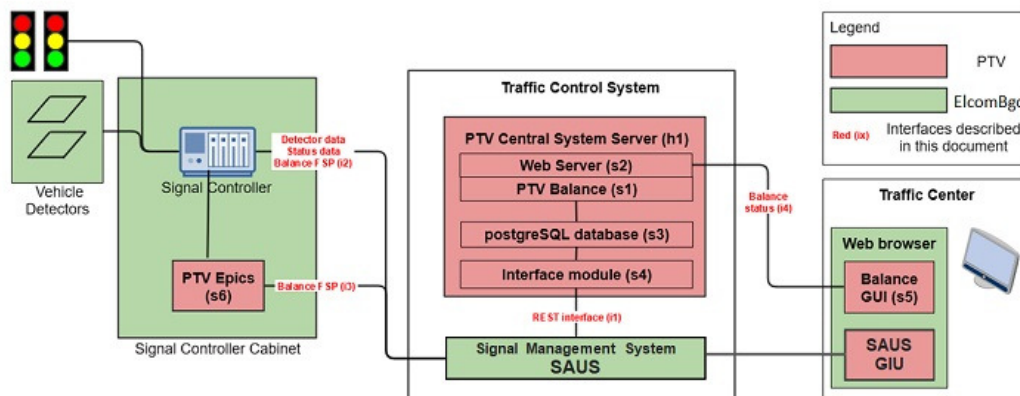 Vehicle
Detectors
Signal Controller
Detector data
Status data
Balance FSP (i2)
PTV Epics
(s6)
Balance FSP (i3)
Signal Controller Cabinet
Traffic Control System
PTV Central System Server (h1)
Web Server (s2)
PTV Balance (s1)
postgreSQL database (s3)
Interface module (s4)
REST interface (i1)
Signal Management System
SAUS
Balance
status (i4)
Legend
PTV
ElcomBgd
Red (ix)
Interfaces described
in this document
Traffic Center
Web browser
Balance
GUI (s5)
SAUS
GIU